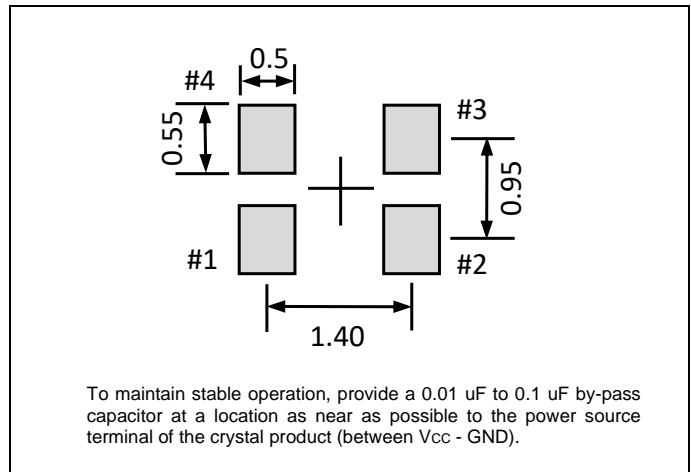 #4
0.5
0.55
#3
0.95
#1
#2
1.40
To maintain stable operation, provide a 0.01 uF to 0.1 uF by-pass
capacitor at a location as near as possible to the power source
terminal of the crystal product (between Vcc - GND).